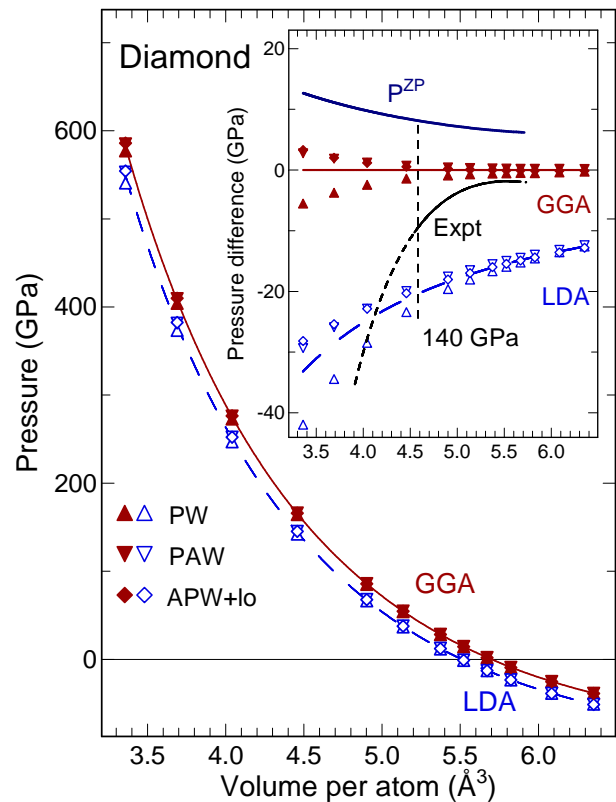 Diamond
Pressure (GPa)
600
400
200
0
3.5 4.0 4.5 5.0 5.5 6.0
Volume per atom (Å³)
PW
PAW
APW+lo
GGA
LDA
Pressure difference (GPa)
20
0
-20
-40
3.5 4.0 4.5 5.0 5.5 6.0
P^ZP
GGA
Expt
LDA
140 GPa